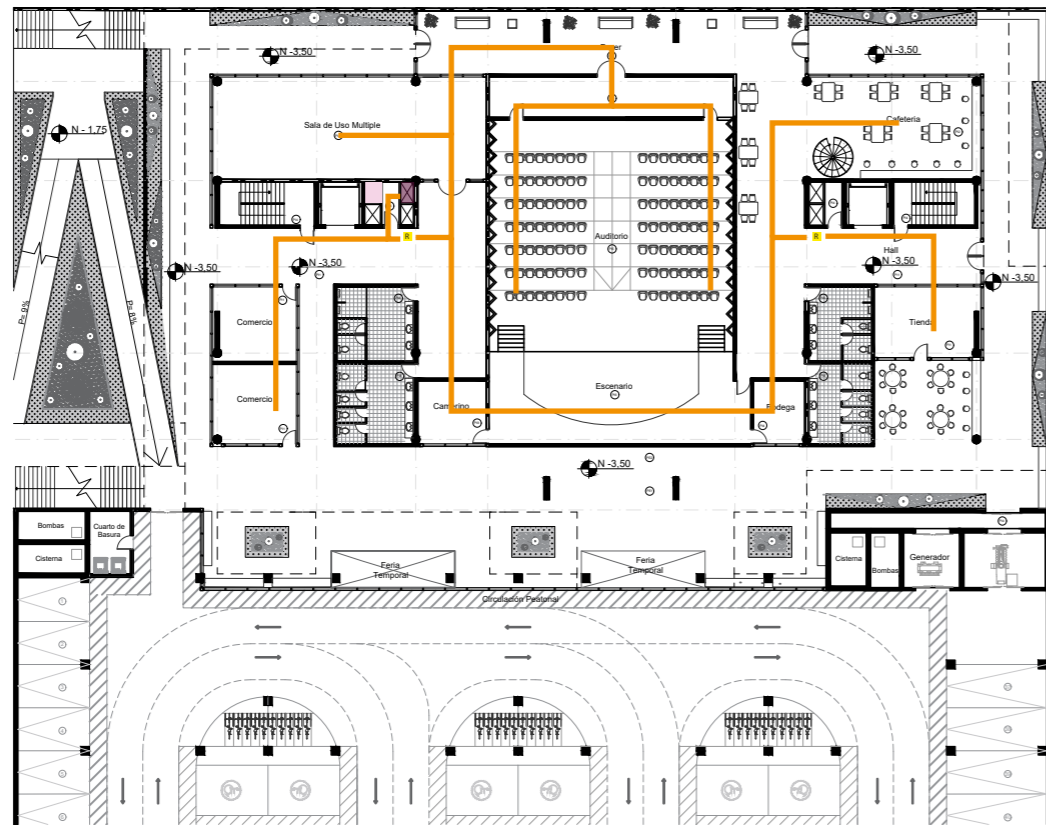 N -3,50
N -3,50
N - 1,75
Sala de Uso Multiple
Cafeteria
Auditorio
R
R
Hall
N -3,50
N -3,50
N -3,50
N -3,50
P= 9%
P= 8%
Comercio
Tienda
Comercio
Escenario
Camerino
Bodega
N -3,50
Bombas
Cuarto de
Basura
Cisterna
Feria
Temporal
Feria
Temporal
Cisterna
Bombas
Generador
Circulación Peatonal